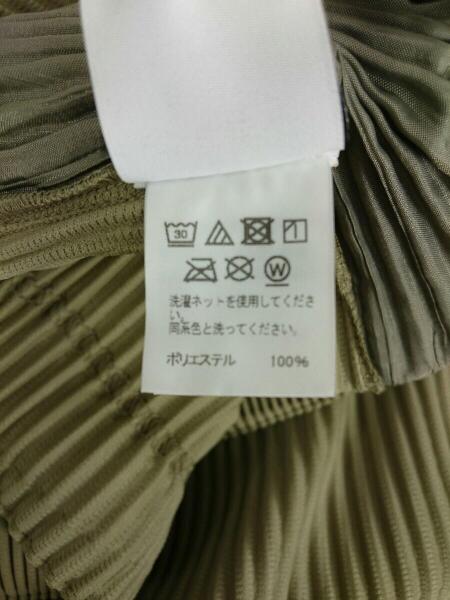 30
W
洗濯ネットを使用してくださ
い。
同系色と洗ってください。
ポリエステル 100%